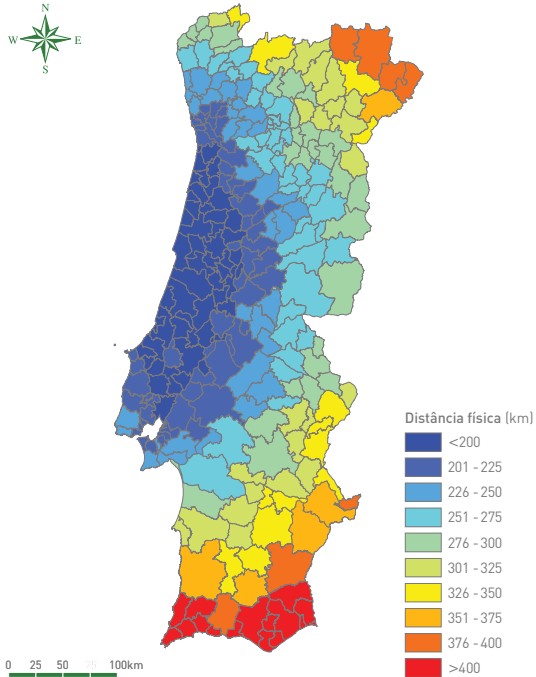 N
W E
S
Distância física (km)
<200
201 - 225
226 - 250
251 - 275
276 - 300
301 - 325
326 - 350
351 - 375
376 - 400
>400
0 25 50 75 100km